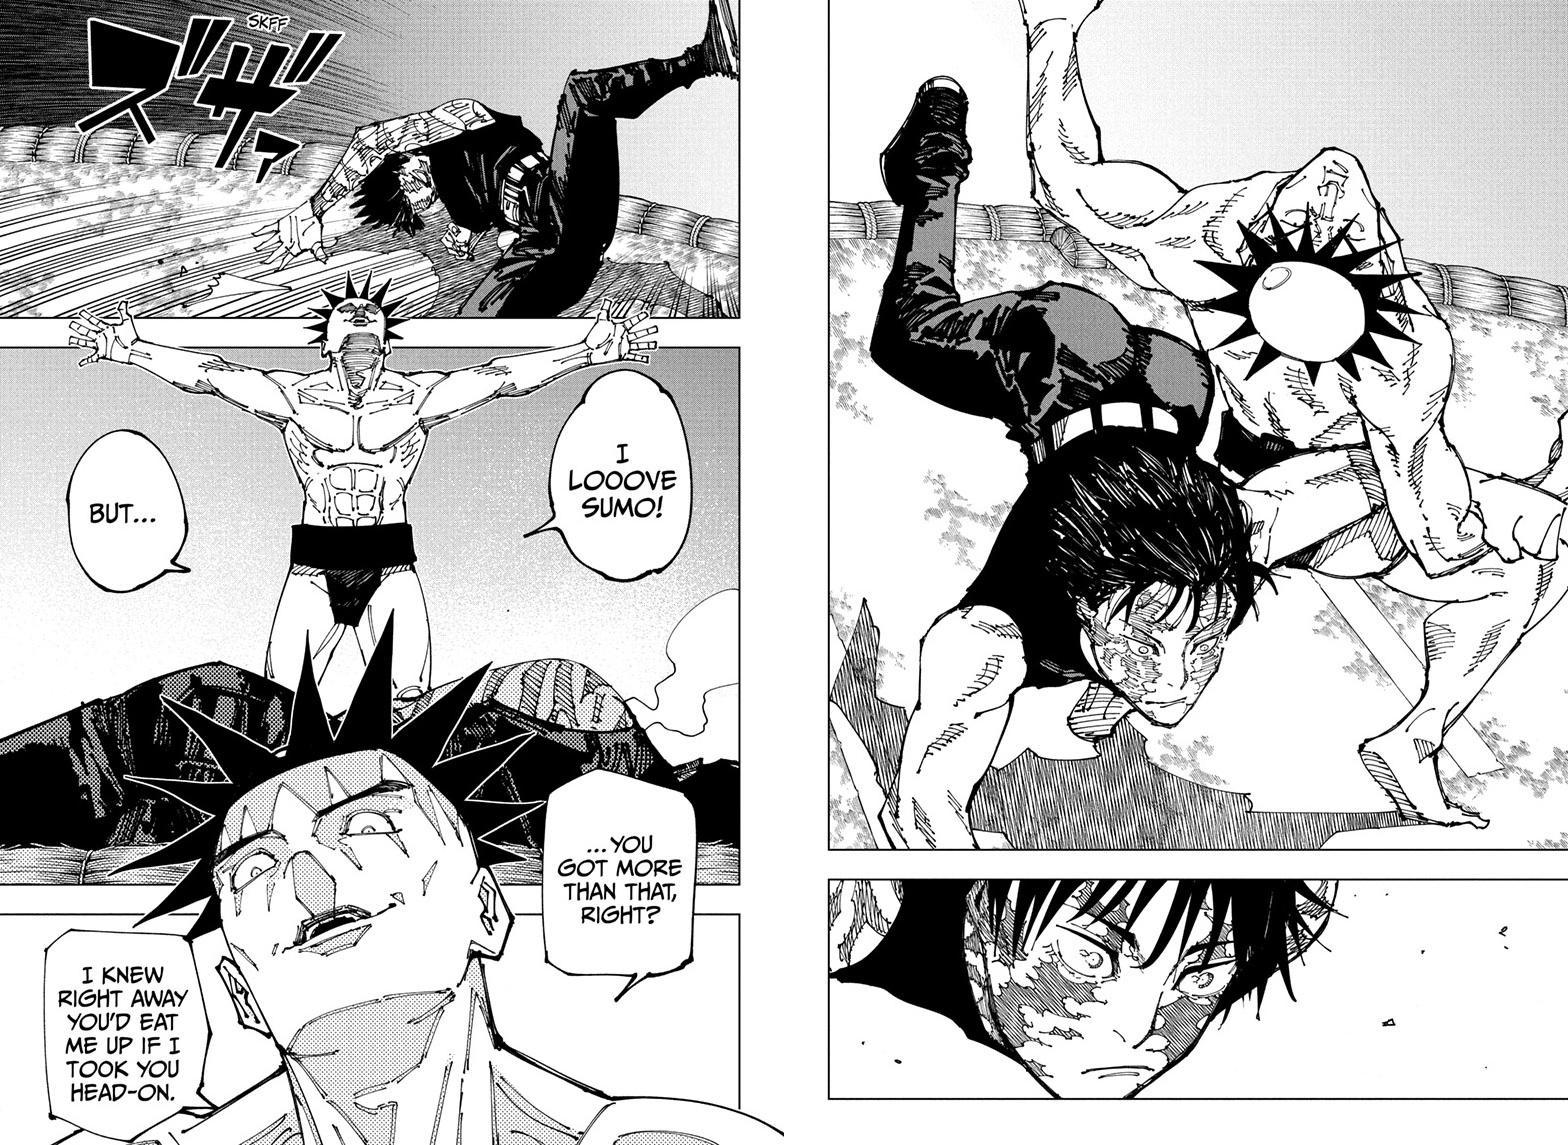 SKFF
ズザァ
I
LOOOVE
SUMO!
BUT...
...YOU
GOT MORE
THAN THAT,
RIGHT?
I KNEW
RIGHT AWAY
YOU'D EAT
ME UP IF I
TOOK YOU
HEAD-ON.